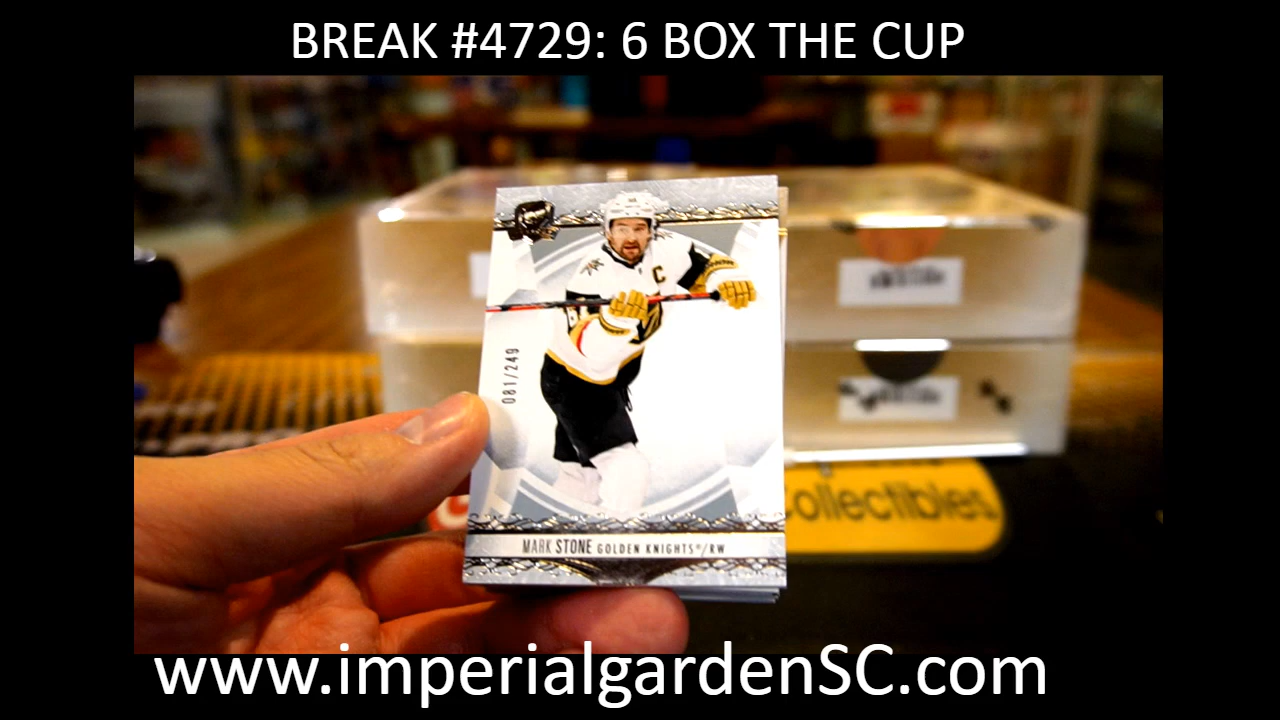 BREAK #4729: 6 BOX THE CUP
C
081/249
MARK STONE GOLDEN KNIGHTS®/RW
Collectibles
www.imperialgardenSC.com